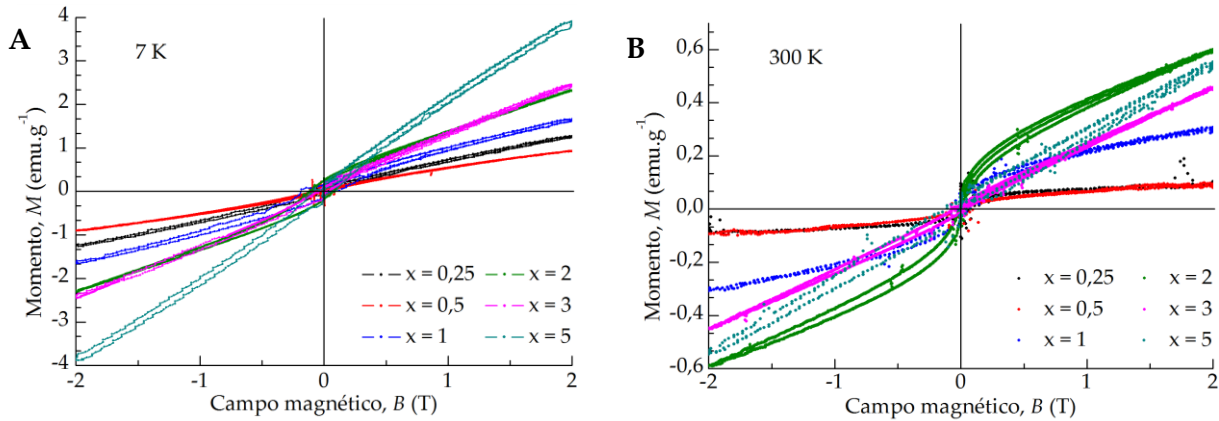 A
7 K
Momento, M (emu.g⁻¹)
4
3
2
1
0
-1
-2
-3
-4
-2
-1
0
1
2
Campo magnético, B (T)
x = 0,25
x = 2
x = 0,5
x = 3
x = 1
x = 5
B
300 K
Momento, M (emu.g⁻¹)
0,6
0,4
0,2
0,0
-0,2
-0,4
-0,6
-2
-1
0
1
2
Campo magnético, B (T)
x = 0,25
x = 2
x = 0,5
x = 3
x = 1
x = 5